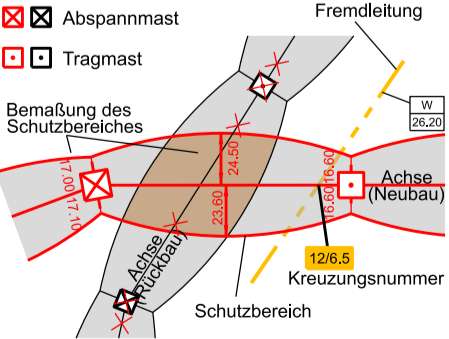 Abspannmast
Tragmast
Fremdleitung
W
26,20
Bemaßung des
Schutzbereiches
17.00
17.10
24.50
23.60
16.60
16.60
Achse
(Neubau)
Achse
(Rückbau)
12/6.5
Kreuzungsnummer
Schutzbereich